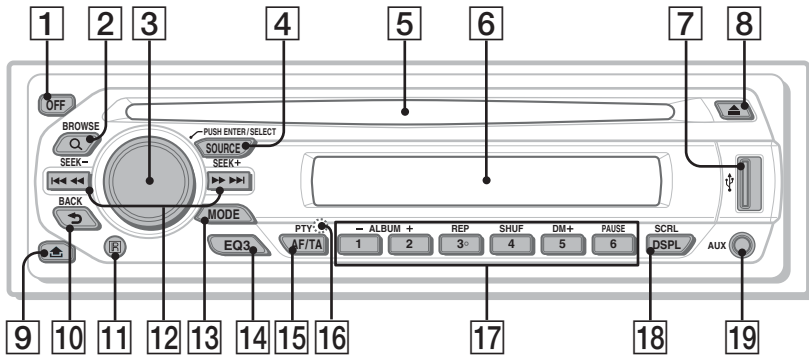 1 2 3 4 5 6 7 8
OFF
BROWSE
PUSH ENTER/SELECT
SOURCE
SEEK– SEEK+
BACK
MODE
PTY
– ALBUM + REP SHUF DM+ PAUSE SCRL
EQ3 AF/TA 1 2 3 4 5 6 DSPL AUX
R
9 10 11 12 13 14 15 16 17 18 19